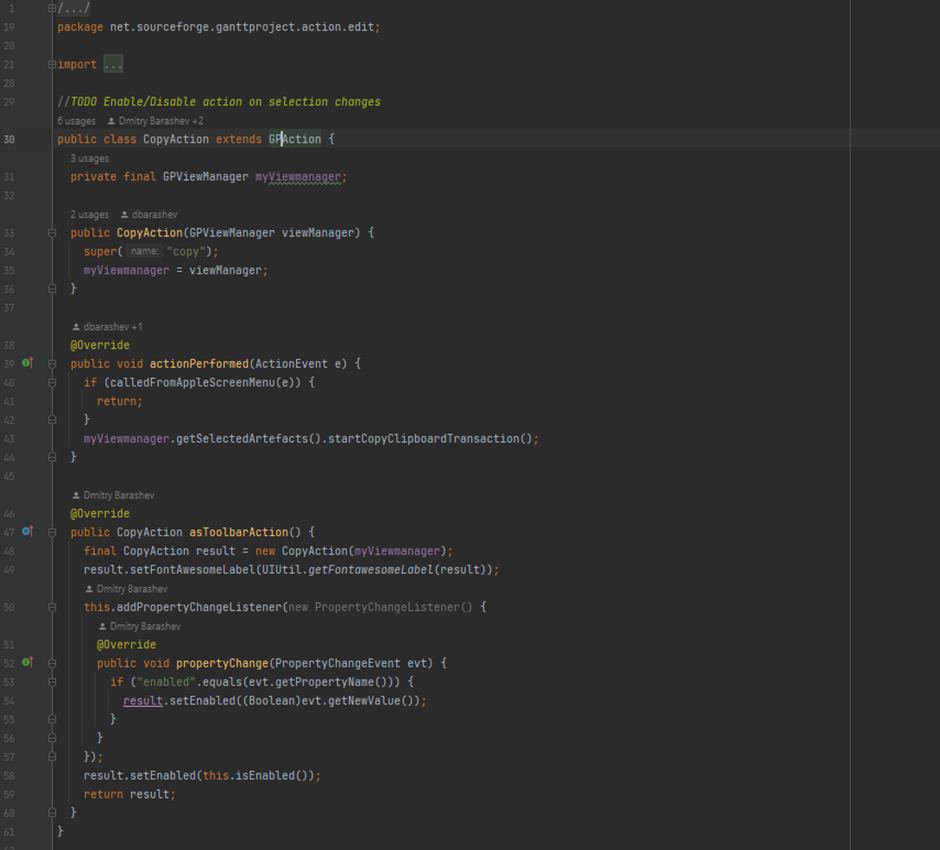 1 /.../
19 package net.sourceforge.ganttproject.action.edit;
20
21 import ...
28
29 //TODO Enable/Disable action on selection changes
6 usages Dmitry Barashev +2
30 public class CopyAction extends GPAction {
3 usages
31 private final GPViewManager myViewmanager;
32
2 usages dbarashev
33 public CopyAction(GPViewManager viewManager) {
34 super( name: "copy");
35 myViewmanager = viewManager;
36 }
37
dbarashev +1
38 @Override
39 public void actionPerformed(ActionEvent e) {
40 if (calledFromAppleScreenMenu(e)) {
41 return;
42 }
43 myViewmanager.getSelectedArtefacts().startCopyClipboardTransaction();
44 }
45
Dmitry Barashev
46 @Override
47 public CopyAction asToolbarAction() {
48 final CopyAction result = new CopyAction(myViewmanager);
49 result.setFontAwesomeLabel(UIUtil.getFontawesomeLabel(result));
Dmitry Barashev
50 this.addPropertyChangeListener(new PropertyChangeListener() {
Dmitry Barashev
51 @Override
52 public void propertyChange(PropertyChangeEvent evt) {
53 if ("enabled".equals(evt.getPropertyName())) {
54 result.setEnabled((Boolean)evt.getNewValue());
55 }
56 }
57 });
58 result.setEnabled(this.isEnabled());
59 return result;
60 }
61 }